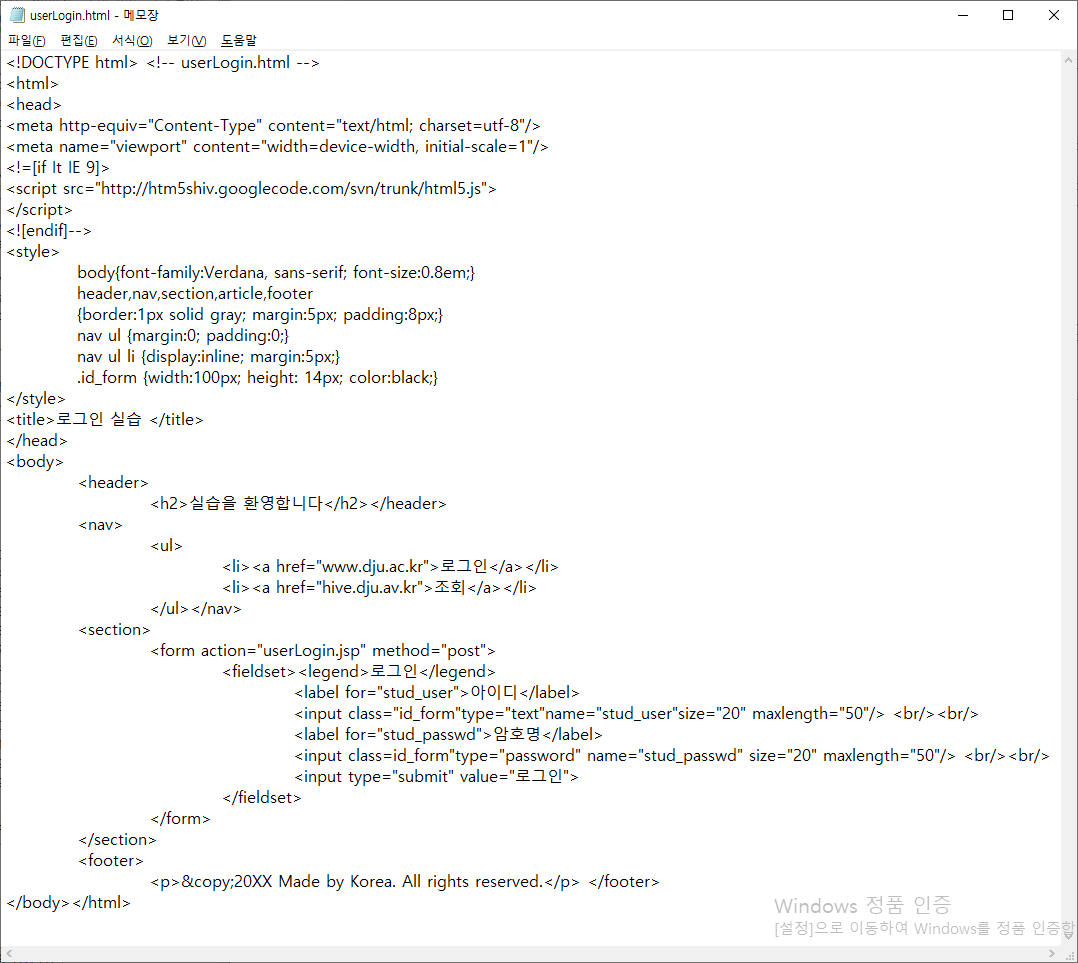 userLogin.html - 메모장
파일(F) 편집(E) 서식(O) 보기(V) 도움말
<!DOCTYPE html> <!-- userLogin.html -->
<html>
<head>
<meta http-equiv="Content-Type" content="text/html; charset=utf-8"/>
<meta name="viewport" content="width=device-width, initial-scale=1"/>
<!=[if lt IE 9]>
<script src="http://htm5shiv.googlecode.com/svn/trunk/html5.js">
</script>
<![endif]-->
<style>
body{font-family:Verdana, sans-serif; font-size:0.8em;}
header,nav,section,article,footer
{border:1px solid gray; margin:5px; padding:8px;}
nav ul {margin:0; padding:0;}
nav ul li {display:inline; margin:5px;}
.id_form {width:100px; height: 14px; color:black;}
</style>
<title>로그인 실습 </title>
</head>
<body>
<header>
<h2>실습을 환영합니다</h2></header>
<nav>
<ul>
<li><a href="www.dju.ac.kr">로그인</a></li>
<li><a href="hive.dju.av.kr">조회</a></li>
</ul></nav>
<section>
<form action="userLogin.jsp" method="post">
<fieldset><legend>로그인</legend>
<label for="stud_user">아이디</label>
<input class="id_form"type="text"name="stud_user"size="20" maxlength="50"/> <br/><br/>
<label for="stud_passwd">암호명</label>
<input class=id_form"type="password" name="stud_passwd" size="20" maxlength="50"/> <br/><br/>
<input type="submit" value="로그인">
</fieldset>
</form>
</section>
<footer>
<p>&copy;20XX Made by Korea. All rights reserved.</p> </footer>
</body></html>
Windows 정품 인증
[설정]으로 이동하여 Windows를 정품 인증합